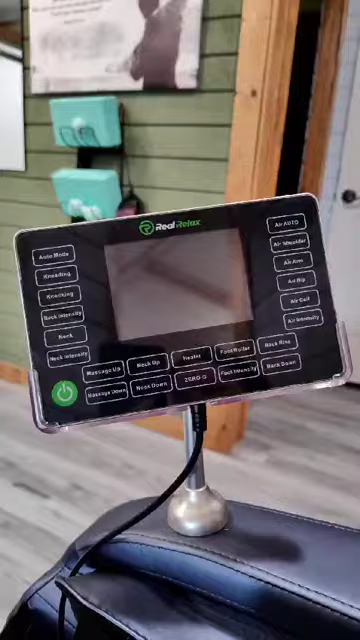 Real Relax
Auto Mode
Kneading
Kneading
Back Intensity
Neck
Neck Intensity
Air AUTO
Air Shoulder
Air Arm
Air Hip
Air Calf
Air Intensity
Massage Up
Neck Up
Heater
Foot Roller
Back Rise
Massage Down
Neck Down
ZERO-G
Foot Intensity
Back Down